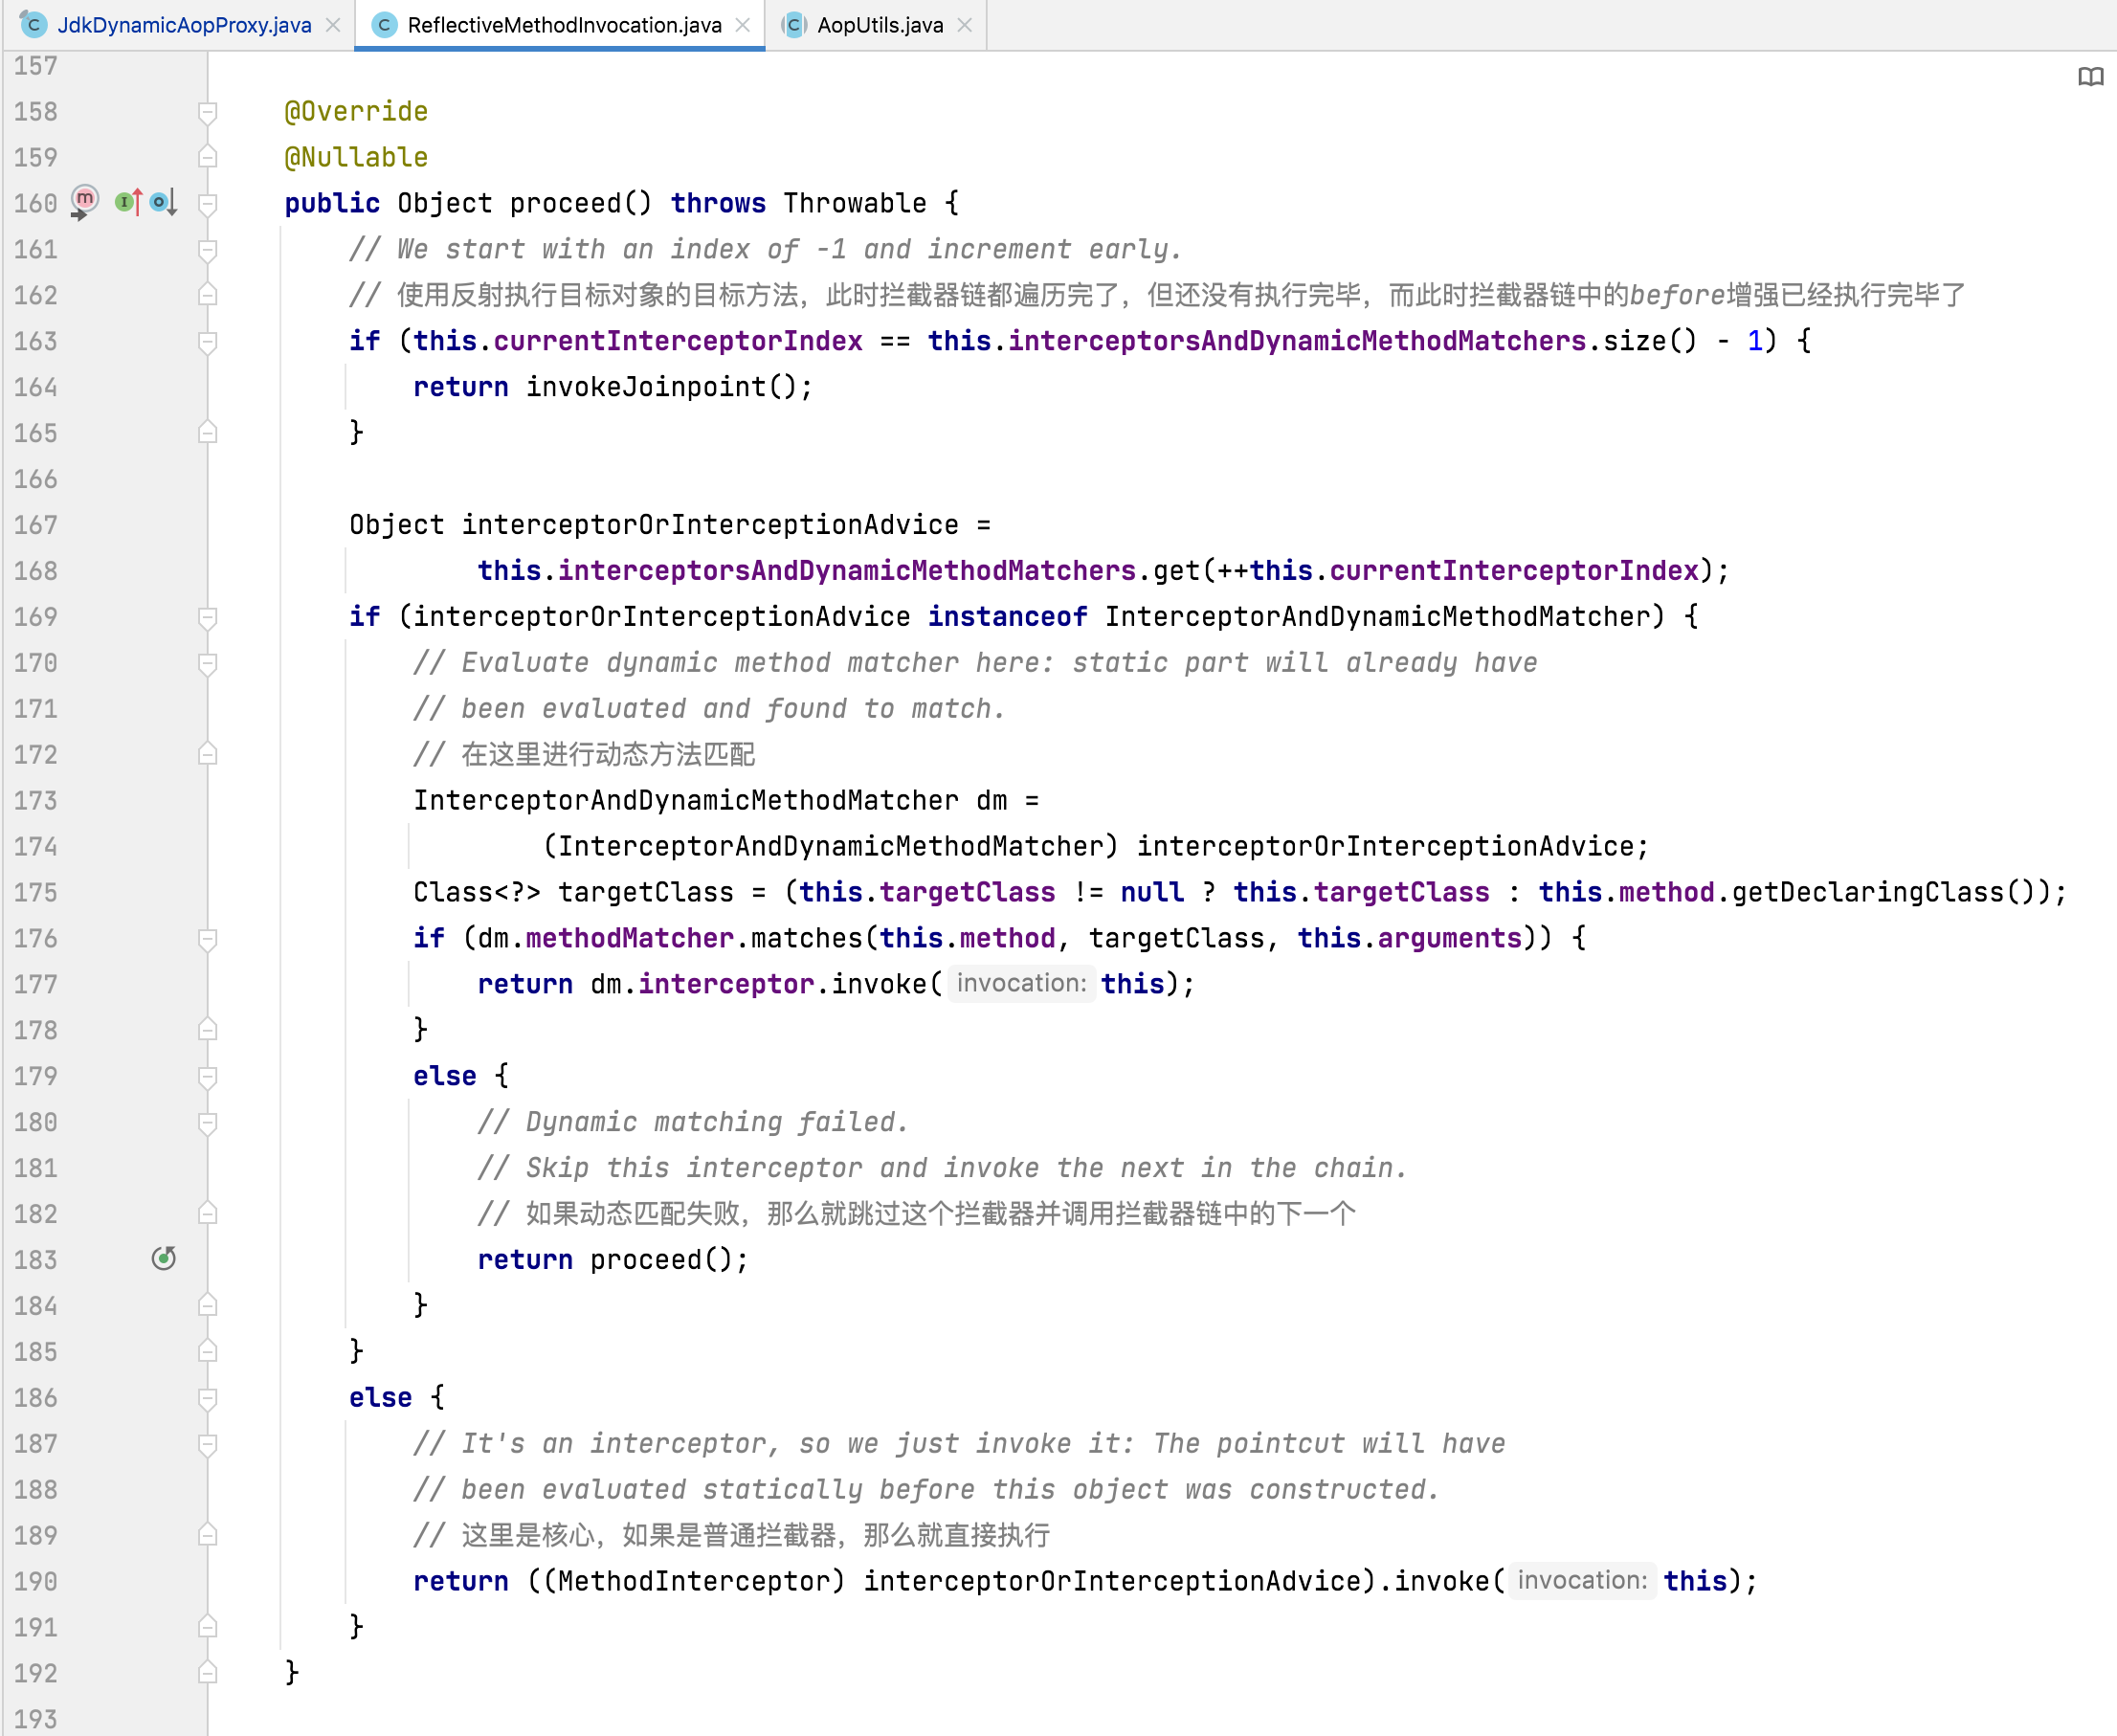 JdkDynamicAopProxy.java ReflectiveMethodInvocation.java AopUtils.java
157
158 @Override
159 @Nullable
160 public Object proceed() throws Throwable {
161 // We start with an index of -1 and increment early.
162 // 使用反射执行目标对象的目标方法，此时拦截器链都遍历完了，但还没有执行完毕，而此时拦截器链中的before增强已经执行完毕了
163 if (this.currentInterceptorIndex == this.interceptorsAndDynamicMethodMatchers.size() - 1) {
164 return invokeJoinpoint();
165 }
166
167 Object interceptorOrInterceptionAdvice =
168 this.interceptorsAndDynamicMethodMatchers.get(++this.currentInterceptorIndex);
169 if (interceptorOrInterceptionAdvice instanceof InterceptorAndDynamicMethodMatcher) {
170 // Evaluate dynamic method matcher here: static part will already have
171 // been evaluated and found to match.
172 // 在这里进行动态方法匹配
173 InterceptorAndDynamicMethodMatcher dm =
174 (InterceptorAndDynamicMethodMatcher) interceptorOrInterceptionAdvice;
175 Class<?> targetClass = (this.targetClass != null ? this.targetClass : this.method.getDeclaringClass());
176 if (dm.methodMatcher.matches(this.method, targetClass, this.arguments)) {
177 return dm.interceptor.invoke( invocation: this);
178 }
179 else {
180 // Dynamic matching failed.
181 // Skip this interceptor and invoke the next in the chain.
182 // 如果动态匹配失败，那么就跳过这个拦截器并调用拦截器链中的下一个
183 return proceed();
184 }
185 }
186 else {
187 // It's an interceptor, so we just invoke it: The pointcut will have
188 // been evaluated statically before this object was constructed.
189 // 这里是核心，如果是普通拦截器，那么就直接执行
190 return ((MethodInterceptor) interceptorOrInterceptionAdvice).invoke( invocation: this);
191 }
192 }
193